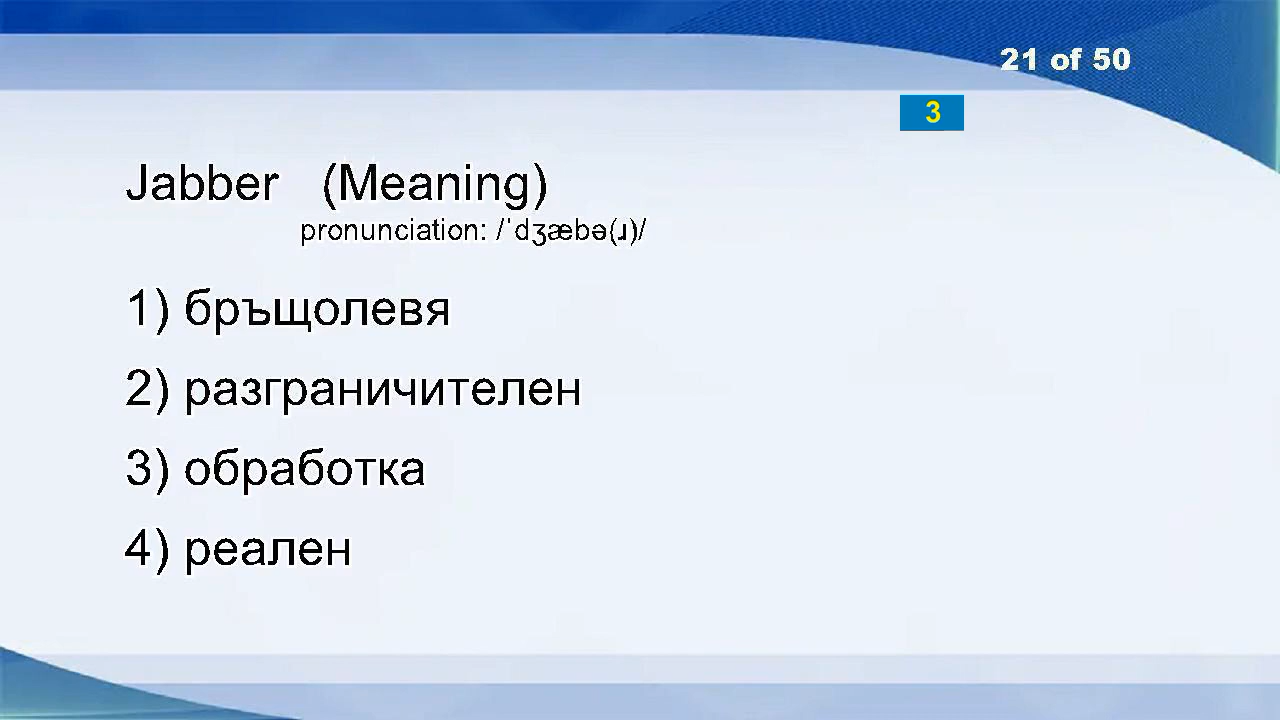 21 of 50
3
Jabber (Meaning)
pronunciation: /ˈdʒæbə(ɹ)/
1) бръщолевя
2) разграничителен
3) обработка
4) реален